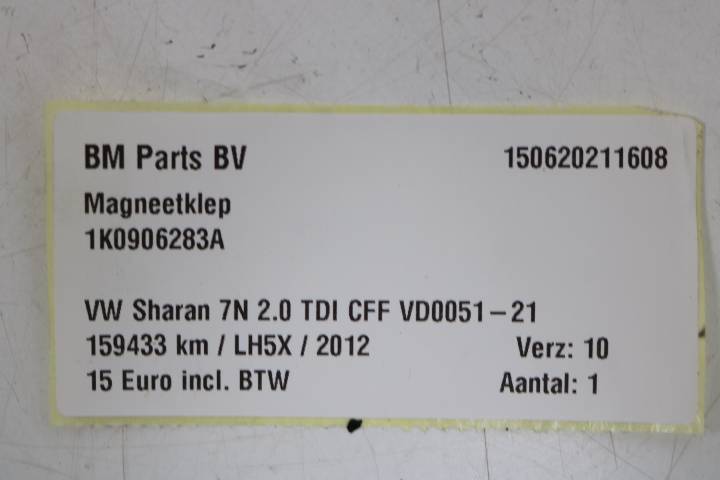 BM Parts BV 150620211608
Magneetklep
1K0906283A
VW Sharan 7N 2.0 TDI CFF VD0051-21
159433 km / LH5X / 2012 Verz: 10
15 Euro incl. BTW Aantal: 1